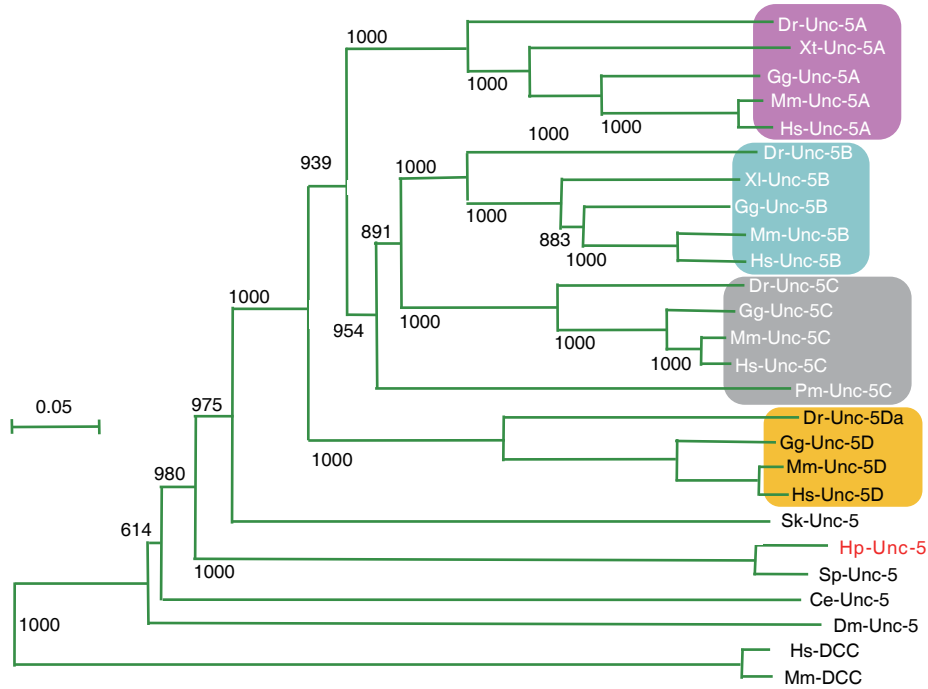 Dr-Unc-5A
1000
Xt-Unc-5A
Gg-Unc-5A
1000
Mm-Unc-5A
1000
Hs-Unc-5A
1000
Dr-Unc-5B
939
1000
Xl-Unc-5B
Gg-Unc-5B
1000
891
Mm-Unc-5B
883
1000
Hs-Unc-5B
Dr-Unc-5C
1000
Gg-Unc-5C
1000
954
Mm-Unc-5C
1000
1000
Hs-Unc-5C
Pm-Unc-5C
975
0.05
Dr-Unc-5Da
Gg-Unc-5D
1000
Mm-Unc-5D
980
Hs-Unc-5D
Sk-Unc-5
614
Hp-Unc-5
1000
Sp-Unc-5
Ce-Unc-5
1000
Dm-Unc-5
Hs-DCC
Mm-DCC